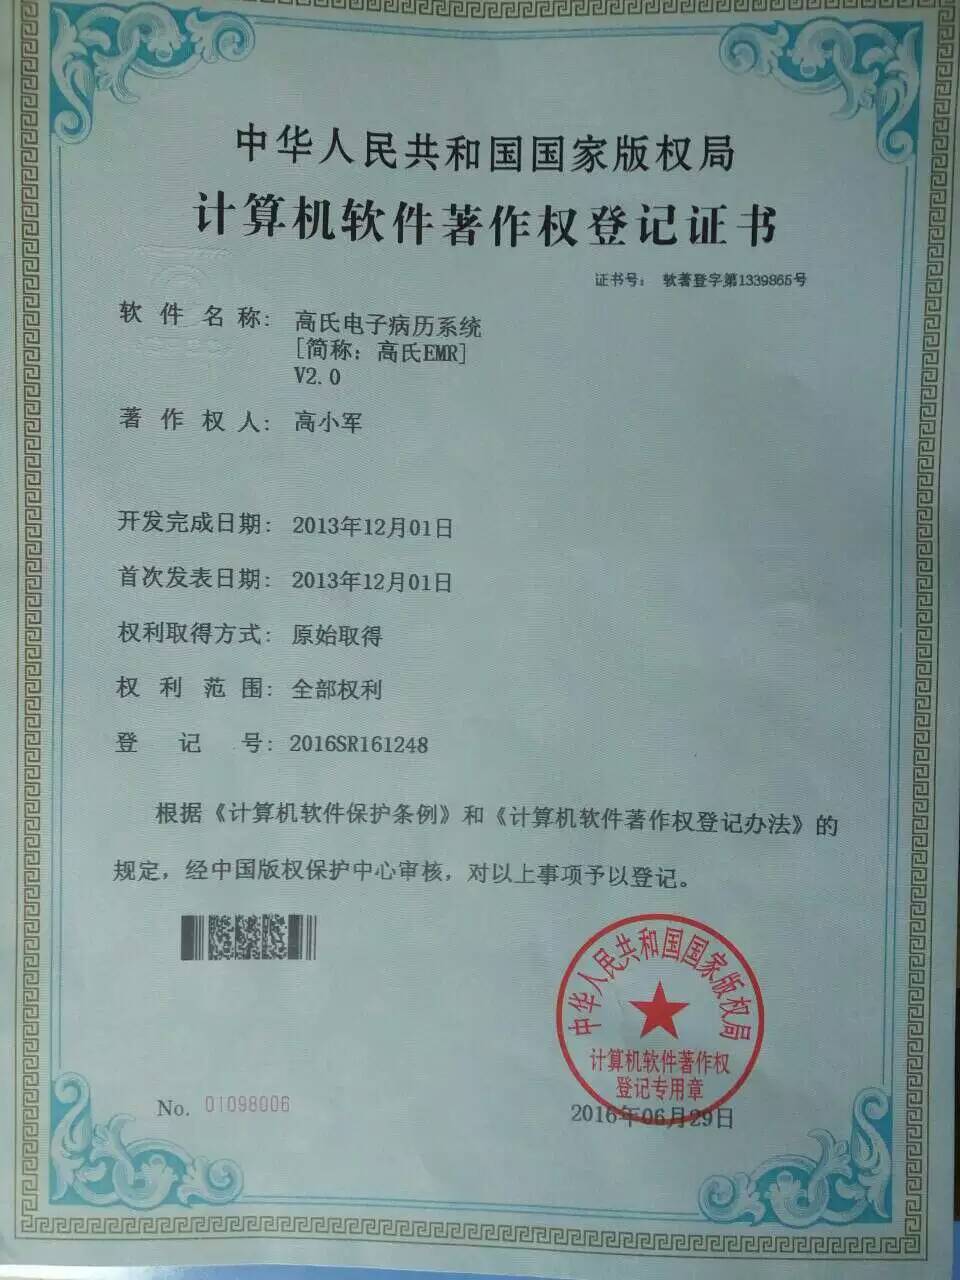 中华人民共和国国家版权局
计算机软件著作权登记证书
证书号： 软著登字第1339865号
软件名称： 高氏电子病历系统
[简称：高氏EMR]
V2.0
著作权人： 高小军
开发完成日期： 2013年12月01日
首次发表日期： 2013年12月01日
权利取得方式： 原始取得
权利范围： 全部权利
登记号： 2016SR161248
根据《计算机软件保护条例》和《计算机软件著作权登记办法》的
规定，经中国版权保护中心审核，对以上事项予以登记。
中华人民共和国国家版权局
计算机软件著作权
登记专用章
No. 01098006
2016年06月29日